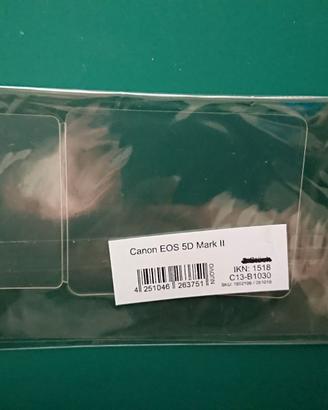 Canon EOS 5D Mark II
IKN: 1518
C13-B1030
4 251046 263751
NUOVO